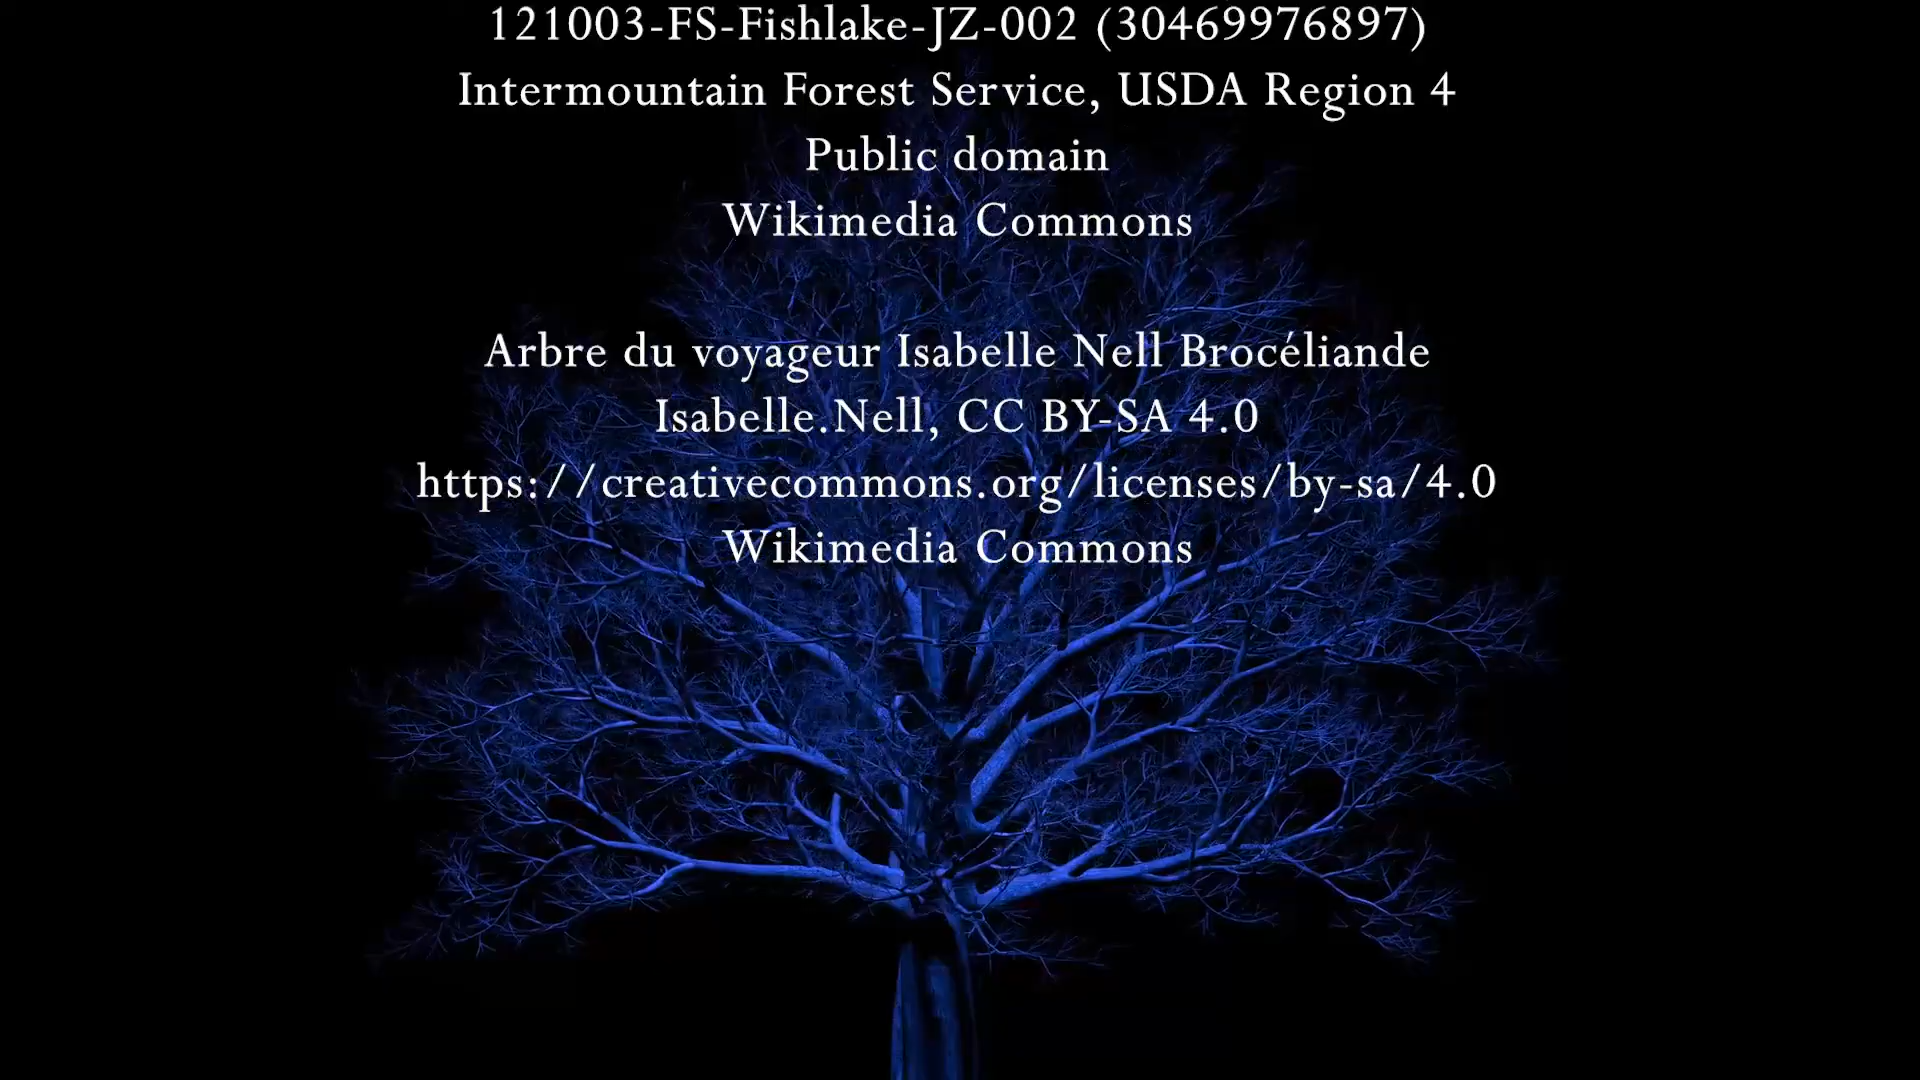 121003-FS-Fishlake-JZ-002 (30469976897)
Intermountain Forest Service, USDA Region 4
Public domain
Wikimedia Commons
Arbre du voyageur Isabelle Nell Brocéliande
Isabelle.Nell, CC BY-SA 4.0
https://creativecommons.org/licenses/by-sa/4.0
Wikimedia Commons